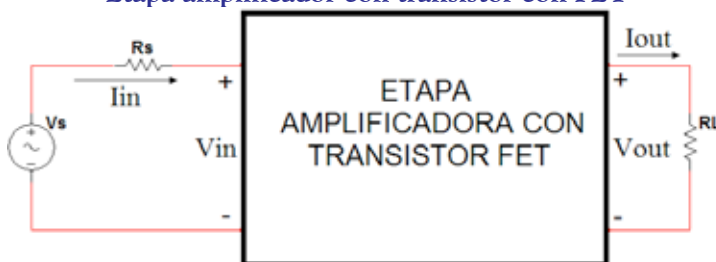 Etapa amplificador con transistor con FET
Rs
Iin
Vs
+
Vin
-
ETAPA
AMPLIFICADORA CON
TRANSISTOR FET
Iout
+
Vout
-
RL